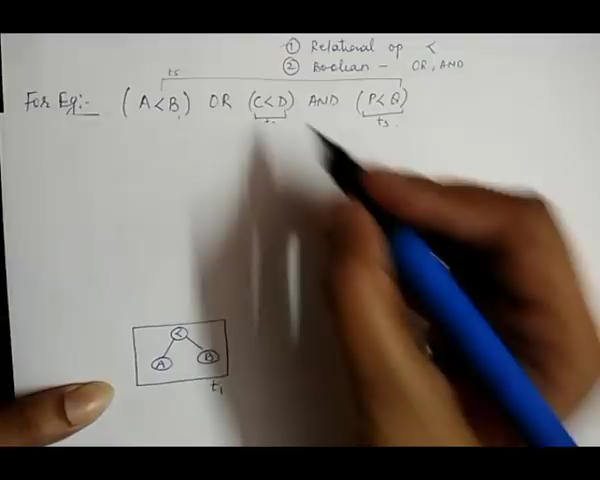 ① Relational op <
② Boolean - OR, AND
t5
For Eg:- (A<B) OR (C<D) AND (P<Q)
t3
<
A B
t1